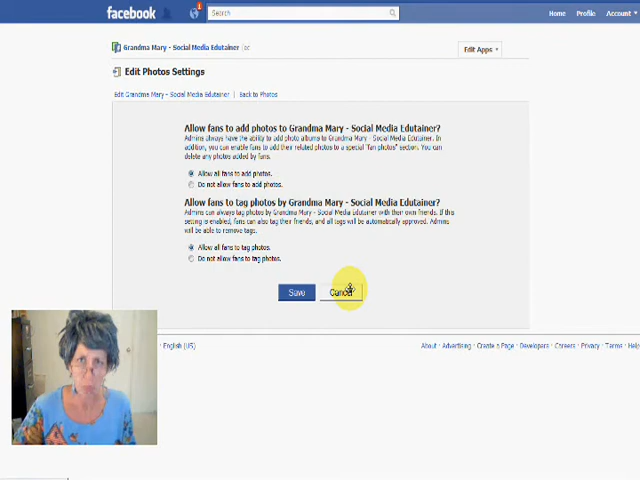 facebook
1
Search
Home Profile Account
Grandma Mary - Social Media Edutainer
Edit Apps
Edit Photos Settings
Edit Grandma Mary - Social Media Edutainer | Back to Photos
Allow fans to add photos to Grandma Mary - Social Media Edutainer?
Admins always have the ability to add photo albums to Grandma Mary - Social Media Edutainer. In
addition, you can enable fans to add their related photos to a special "fan photos" section. You can
delete any photos added by fans.
Allow all fans to add photos.
Do not allow fans to add photos.
Allow fans to tag photos by Grandma Mary - Social Media Edutainer?
Admins can always tag photos by Grandma Mary - Social Media Edutainer with their own friends. If this
setting is enabled, fans can also tag their friends, and all tags will be automatically approved. Admins
will be able to remove tags.
Allow all fans to tag photos.
Do not allow fans to tag photos.
Save Cancel
English (US)
About · Advertising · Create a Page · Developers · Careers · Privacy · Terms · Help